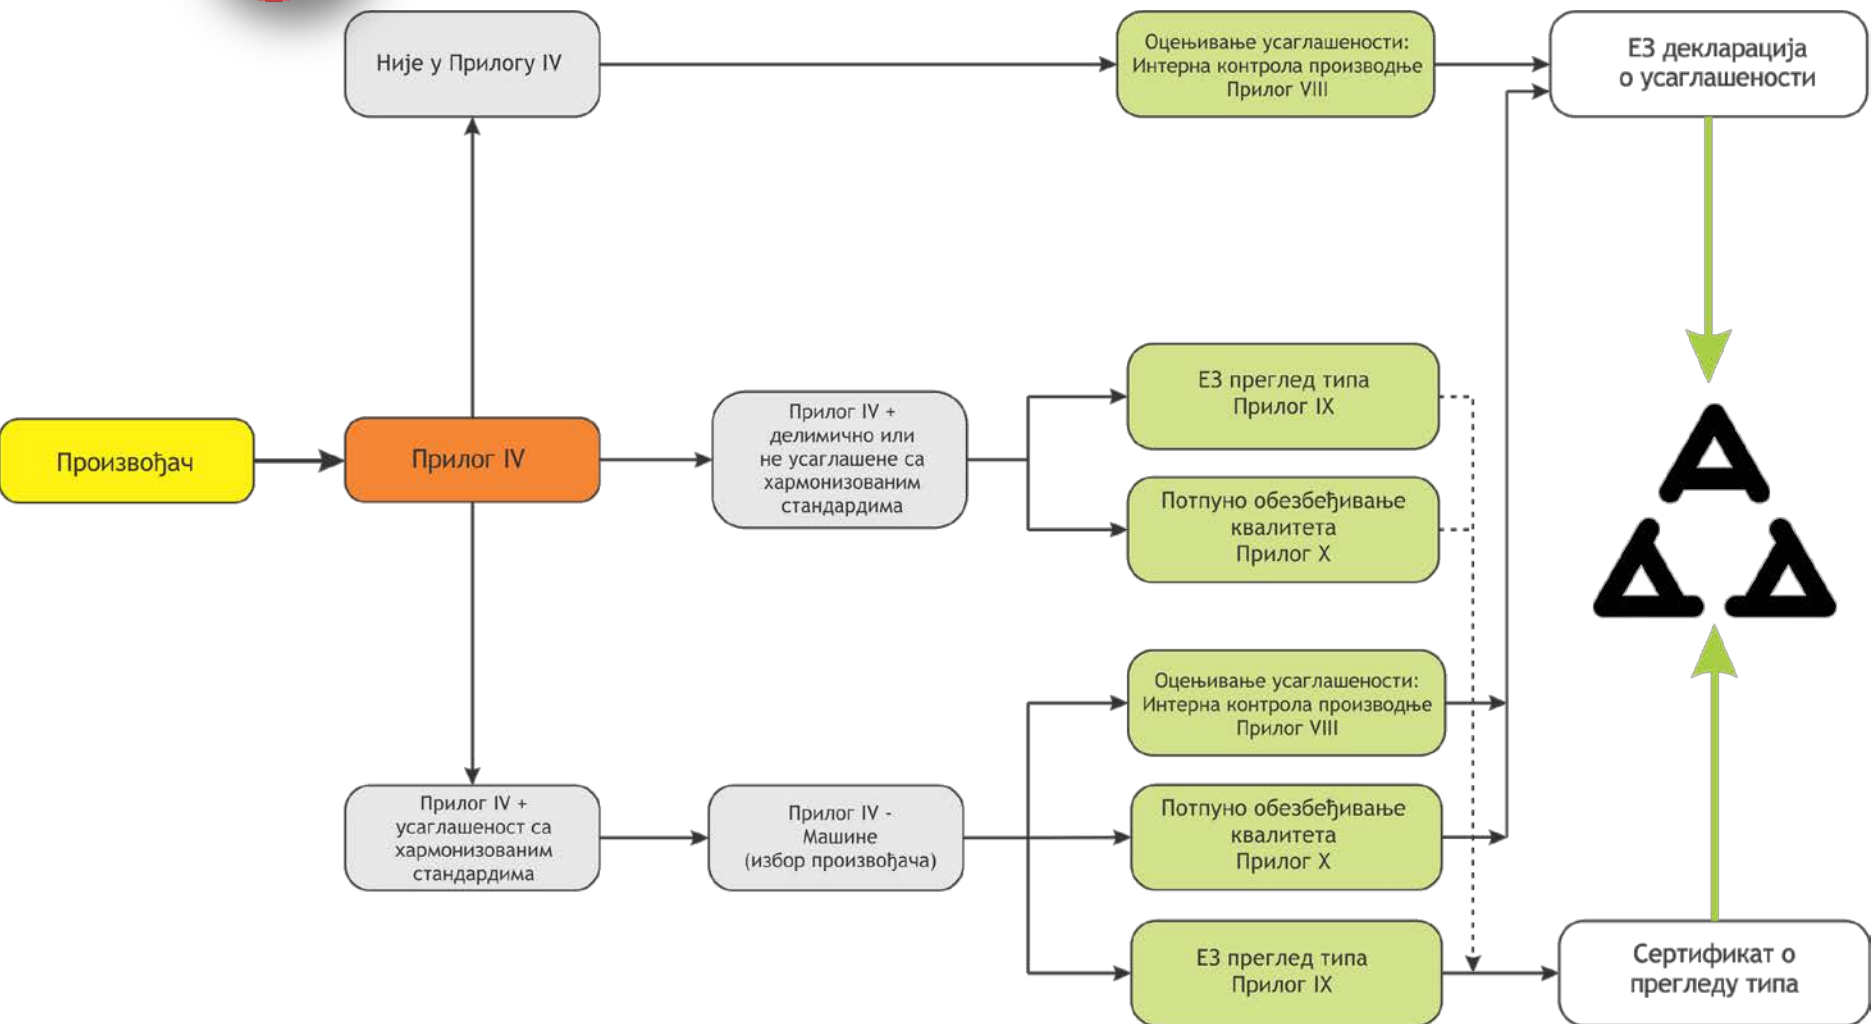 Није у Прилогу IV
Оцењивање усаглашености:
Интерна контрола производње
Прилог VIII
ЕЗ декларација
о усаглашености
Произвођач
Прилог IV
Прилог IV +
делимично или
не усаглашене са
хармонизованим
стандардима
ЕЗ преглед типа
Прилог IX
Потпуно обезбеђивање
квалитета
Прилог X
Оцењивање усаглашености:
Интерна контрола производње
Прилог VIII
Прилог IV +
усаглашеност са
хармонизованим
стандардима
Прилог IV -
Машине
(избор произвођача)
Потпуно обезбеђивање
квалитета
Прилог X
ЕЗ преглед типа
Прилог IX
Сертификат о
прегледу типа